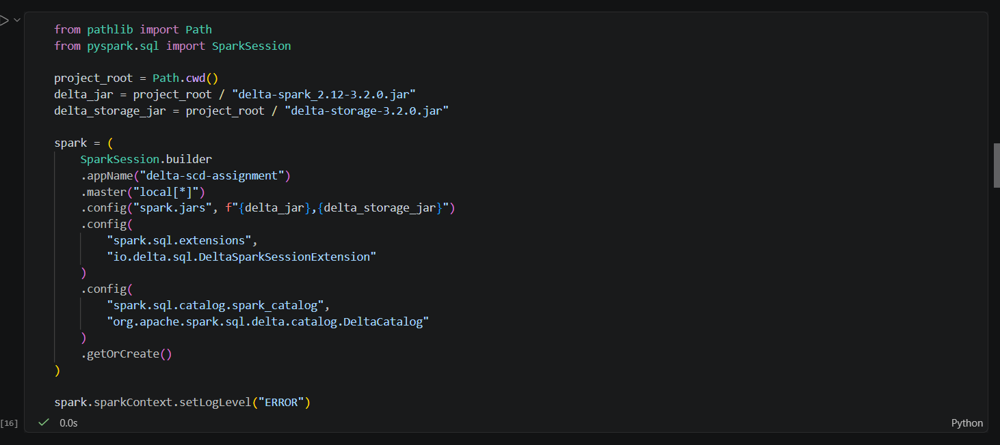 from pathlib import Path
from pyspark.sql import SparkSession
project_root = Path.cwd()
delta_jar = project_root / "delta-spark_2.12-3.2.0.jar"
delta_storage_jar = project_root / "delta-storage-3.2.0.jar"
spark = (
    SparkSession.builder
    .appName("delta-scd-assignment")
    .master("local[*]")
    .config("spark.jars", f"{delta_jar},{delta_storage_jar}")
    .config(
        "spark.sql.extensions",
        "io.delta.sql.DeltaSparkSessionExtension"
    )
    .config(
        "spark.sql.catalog.spark_catalog",
        "org.apache.spark.sql.delta.catalog.DeltaCatalog"
    )
    .getOrCreate()
)
spark.sparkContext.setLogLevel("ERROR")
[16] 0.0s Python